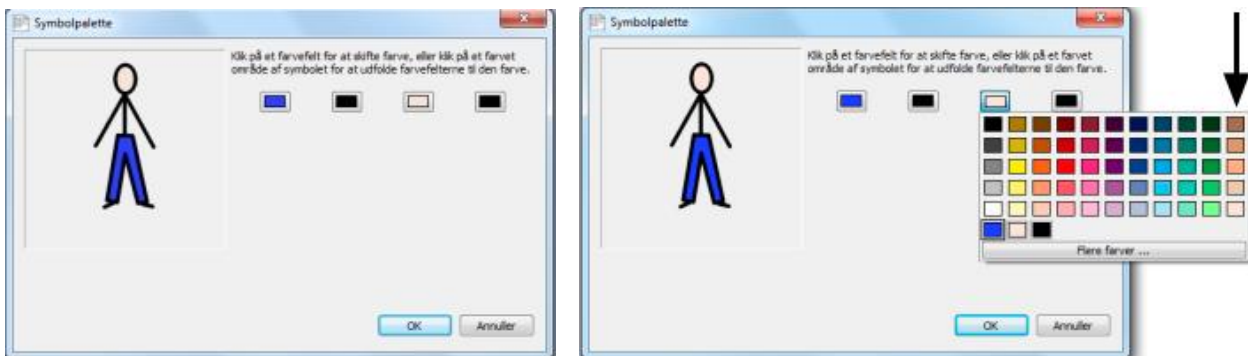 Symbolpalette
Klik på et farvefelt for at skifte farve, eller klik på et farvet
område af symbolet for at udfolde farvefelterne til den farve.
OK
Annuller
Symbolpalette
Klik på et farvefelt for at skifte farve, eller klik på et farvet
område af symbolet for at udfolde farvefelterne til den farve.
Flere farver ...
OK
Annuller